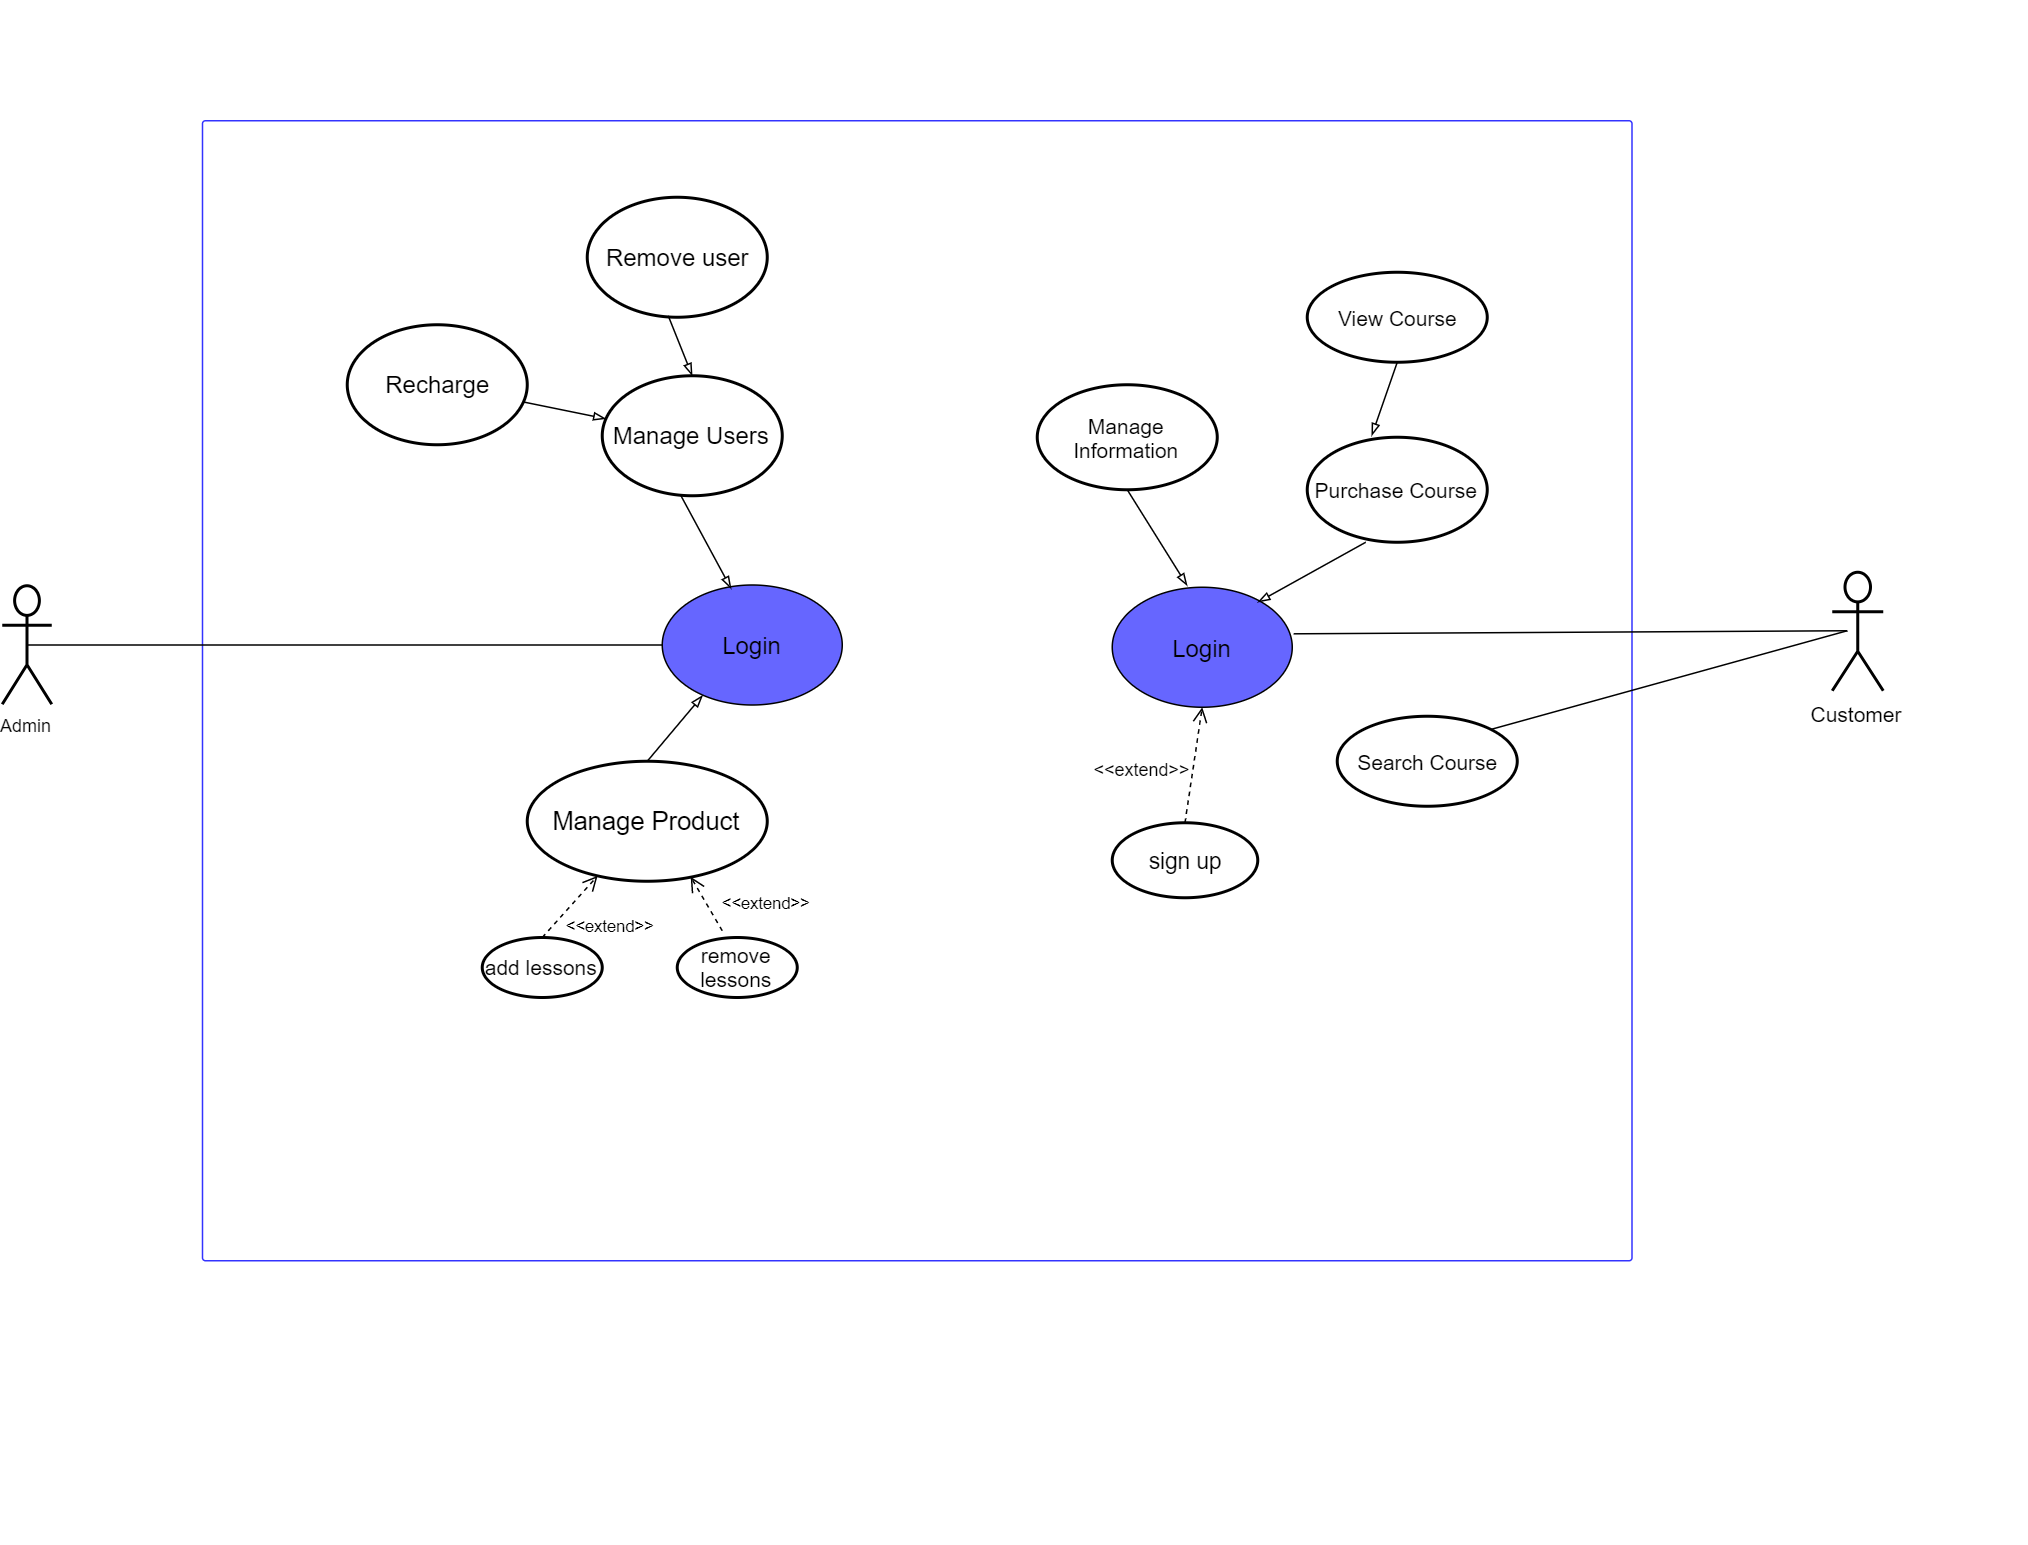 Remove user
View Course
Recharge
Manage Users
Manage
Information
Purchase Course
Login
Login
Admin
Customer
Search Course
<<extend>>
Manage Product
sign up
<<extend>>
<<extend>>
add lessons
remove
lessons